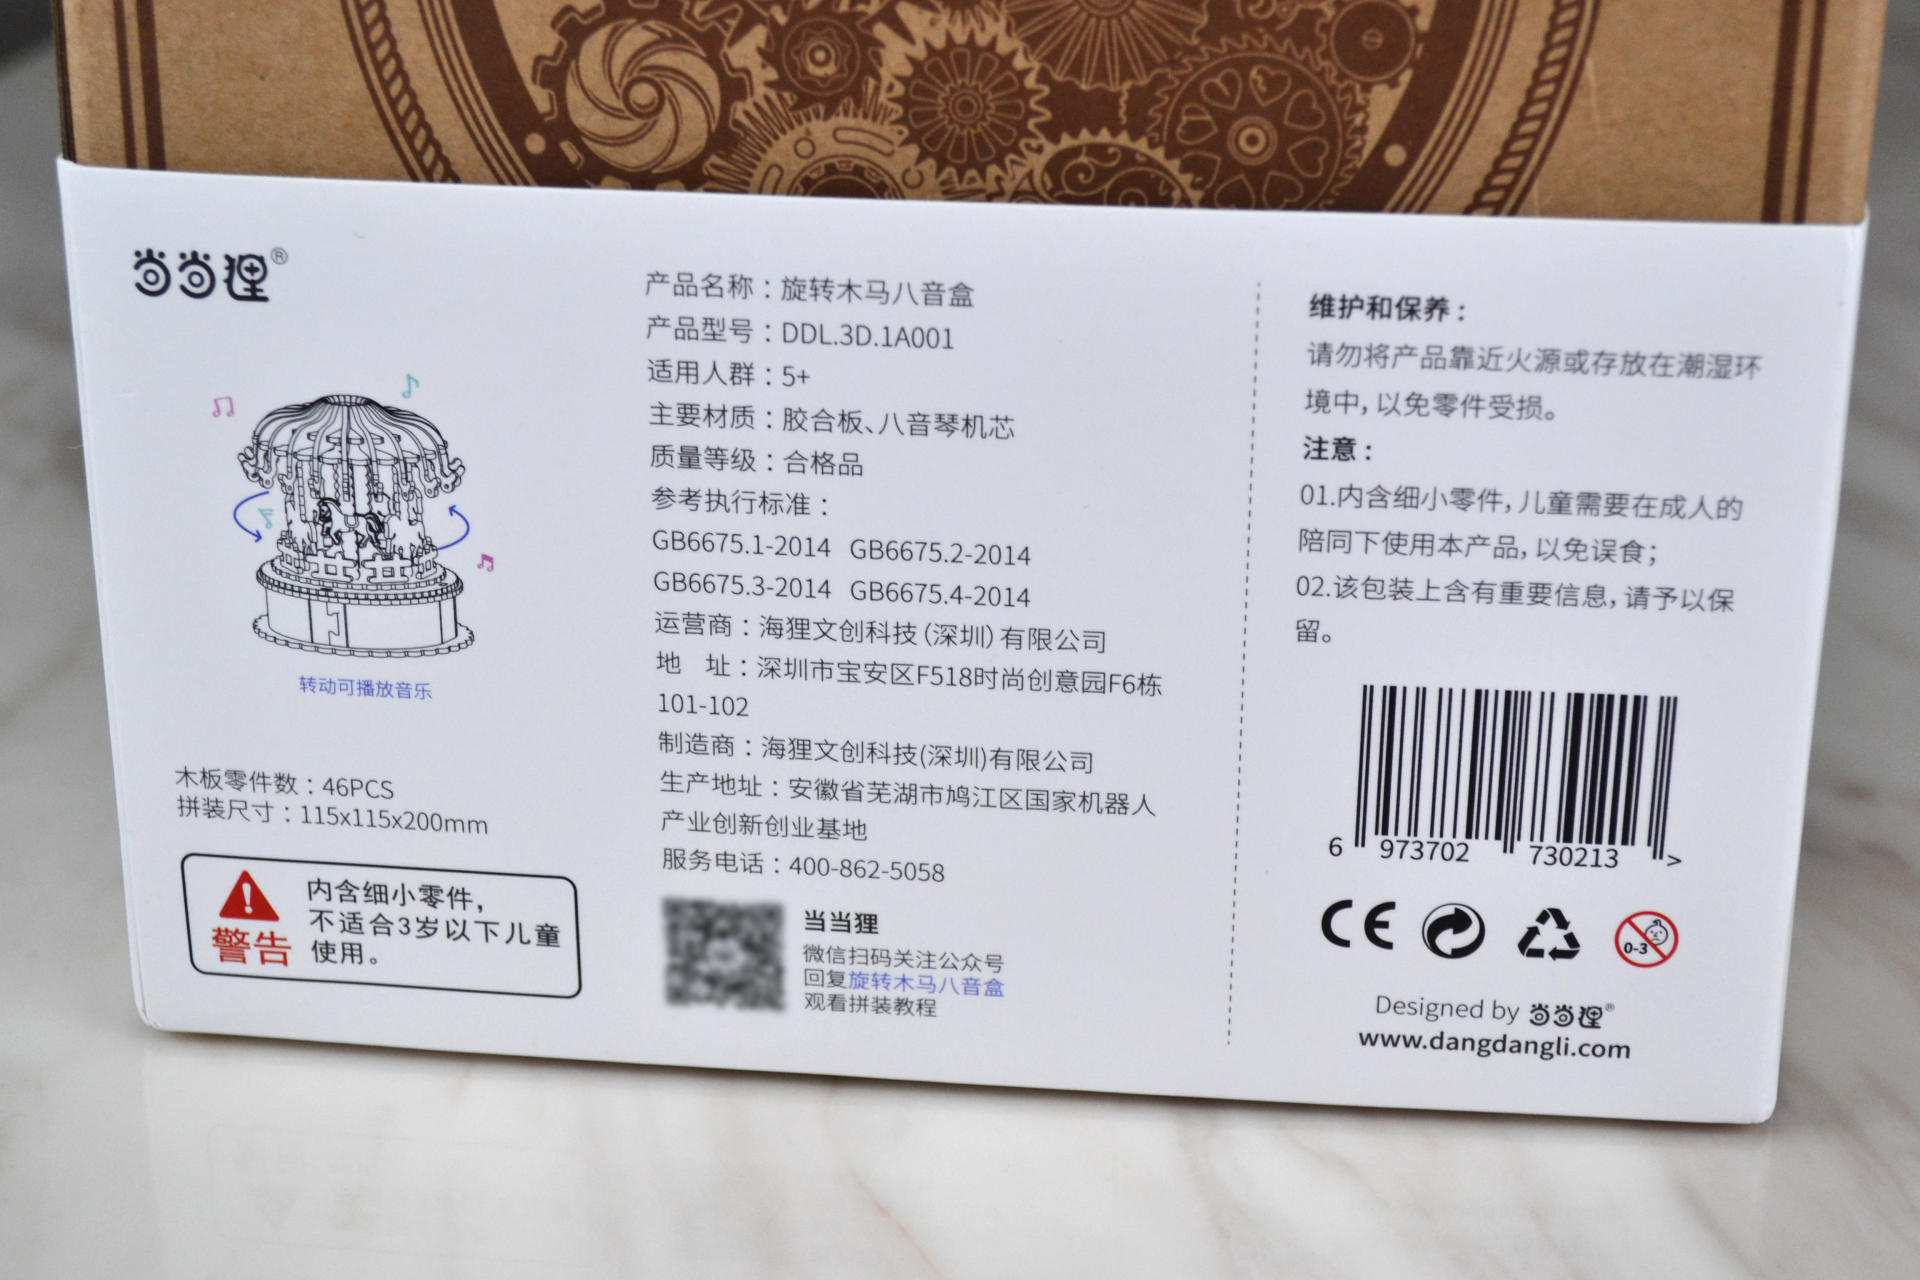 当当狸®
转动可播放音乐
木板零件数：46PCS
拼装尺寸：115x115x200mm
警告
内含细小零件，
不适合3岁以下儿童
使用。
产品名称：旋转木马八音盒
产品型号：DDL.3D.1A001
适用人群：5+
主要材质：胶合板、八音琴机芯
质量等级：合格品
参考执行标准：
GB6675.1-2014 GB6675.2-2014
GB6675.3-2014 GB6675.4-2014
运营商：海狸文创科技（深圳）有限公司
地 址：深圳市宝安区F518时尚创意园F6栋
101-102
制造商：海狸文创科技(深圳)有限公司
生产地址：安徽省芜湖市鸠江区国家机器人
产业创新创业基地
服务电话：400-862-5058
当当狸
微信扫码关注公众号
回复旋转木马八音盒
观看拼装教程
维护和保养：
请勿将产品靠近火源或存放在潮湿环
境中，以免零件受损。
注意：
01.内含细小零件，儿童需要在成人的
陪同下使用本产品，以免误食；
02.该包装上含有重要信息，请予以保
留。
6 973702 730213 >
CE
0-3
Designed by 当当狸®
www.dangdangli.com